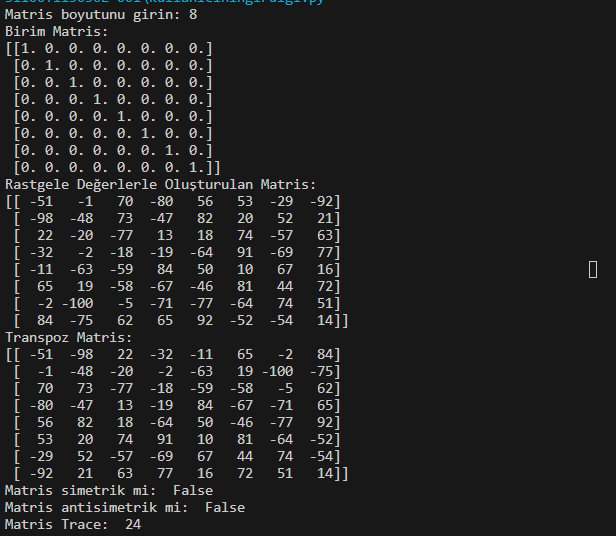 Matris boyutunu girin: 8
Birim Matris:
[[1. 0. 0. 0. 0. 0. 0. 0.]
 [0. 1. 0. 0. 0. 0. 0. 0.]
 [0. 0. 1. 0. 0. 0. 0. 0.]
 [0. 0. 0. 1. 0. 0. 0. 0.]
 [0. 0. 0. 0. 1. 0. 0. 0.]
 [0. 0. 0. 0. 0. 1. 0. 0.]
 [0. 0. 0. 0. 0. 0. 1. 0.]
 [0. 0. 0. 0. 0. 0. 0. 1.]]
Rastgele Değerlerle Oluşturulan Matris:
[[ -51   -1   70  -80   56   53  -29  -92]
 [ -98  -48   73  -47   82   20   52   21]
 [  22  -20  -77   13   18   74  -57   63]
 [ -32   -2  -18  -19  -64   91  -69   77]
 [ -11  -63  -59   84   50   10   67   16]
 [  65   19  -58  -67  -46   81   44   72]
 [  -2 -100   -5  -71  -77  -64   74   51]
 [  84  -75   62   65   92  -52  -54   14]]
Transpoz Matris:
[[ -51  -98   22  -32  -11   65   -2   84]
 [  -1  -48  -20   -2  -63   19 -100  -75]
 [  70   73  -77  -18  -59  -58   -5   62]
 [ -80  -47   13  -19   84  -67  -71   65]
 [  56   82   18  -64   50  -46  -77   92]
 [  53   20   74   91   10   81  -64  -52]
 [ -29   52  -57  -69   67   44   74  -54]
 [ -92   21   63   77   16   72   51   14]]
Matris simetrik mi:  False
Matris antisimetrik mi:  False
Matris Trace:  24